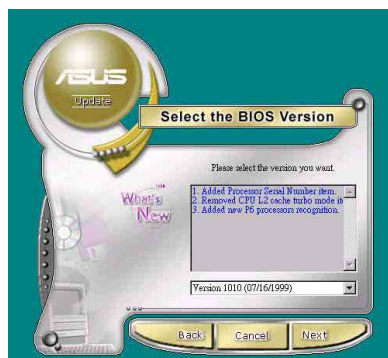 ASUS
Update
Select the BIOS Version
Please select the version you want.
What's
New
1. Added Processor Serial Number item.
2. Removed CPU L2 cache turbo mode it
3. Added new P6 processors recognition.
Version 1010 (07/16/1999)
Back
Cancel
Next